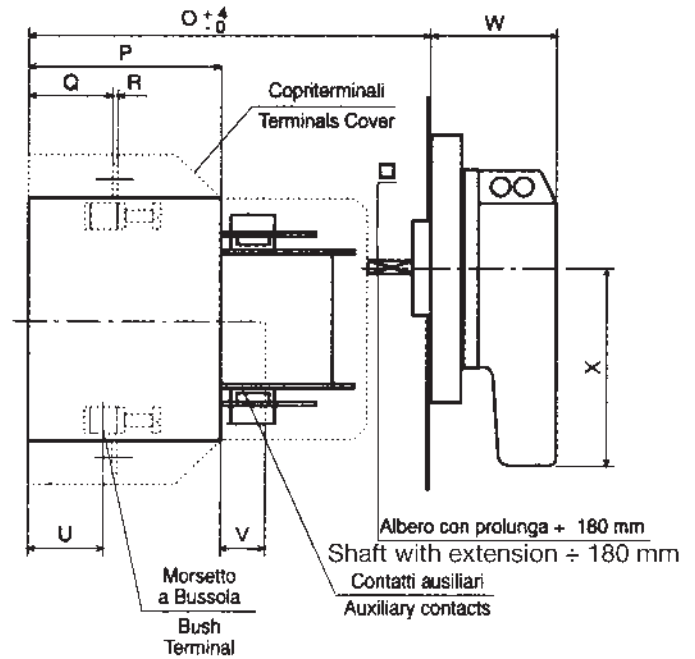 O + 4
- 0
W
P
Q
R
Copriterminali
Terminals Cover
X
Albero con prolunga + 180 mm
Shaft with extension ÷ 180 mm
U
V
Morsetto
a Bussola
Bush
Terminal
Contatti ausiliari
Auxiliary contacts